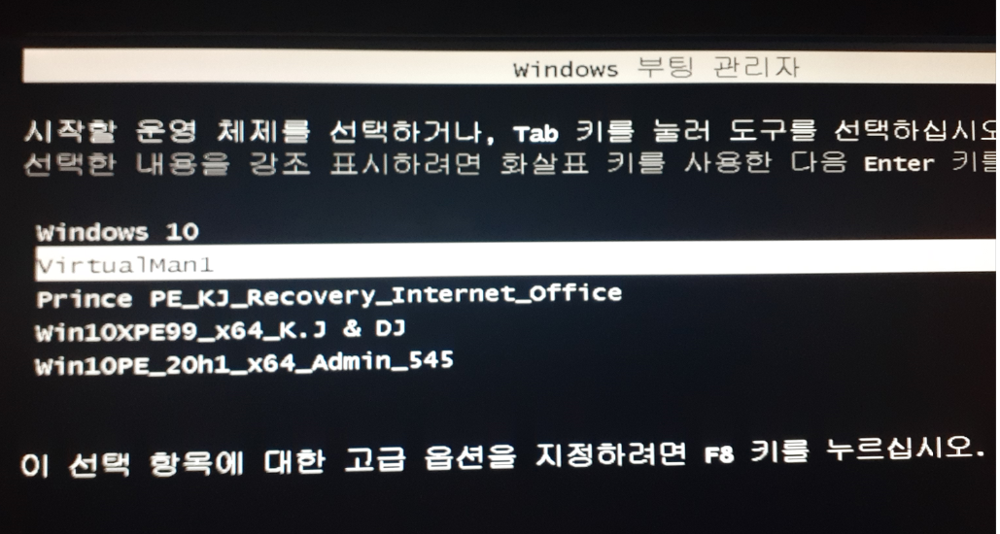 Windows 부팅 관리자
시작할 운영 체제를 선택하거나, Tab 키를 눌러 도구를 선택하십시오
선택한 내용을 강조 표시하려면 화살표 키를 사용한 다음 Enter 키를
Windows 10
VirtualMan1
Prince PE_KJ_Recovery_Internet_Office
Win10XPE99_x64_K.J & DJ
Win10PE_20h1_x64_Admin_545
이 선택 항목에 대한 고급 옵션을 지정하려면 F8 키를 누르십시오.